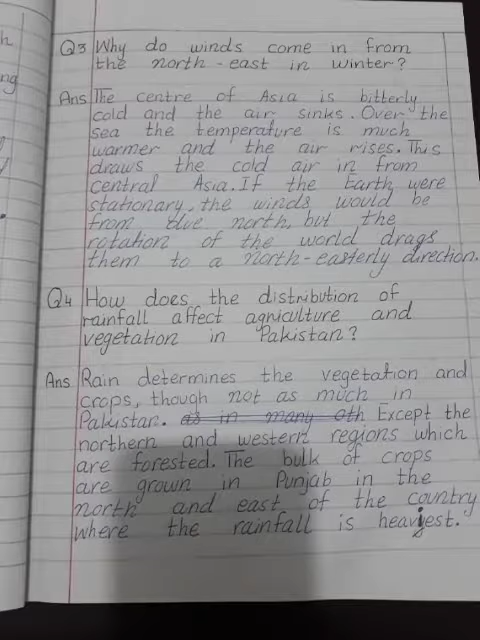 h
ng
Q3 Why do winds come in from
the north-east in winter?
Ans The centre of Asia is bitterly
cold and the air sinks. Over the
sea the temperature is much
warmer and the air rises. This
draws the cold air in from
central Asia. If the Earth were
stationary, the winds would be
from due north, but the
rotation of the world drags
them to a north-easterly direction.
Q4 How does the distribution of
rainfall affect agriculture and
vegetation in Pakistan?
Ans Rain determines the vegetation and
crops, though not as much in
Pakistan. as in many oth Except the
northern and western regions which
are forested. The bulk of crops
are grown in Punjab in the
north and east of the country
where the rainfall is heaviest.